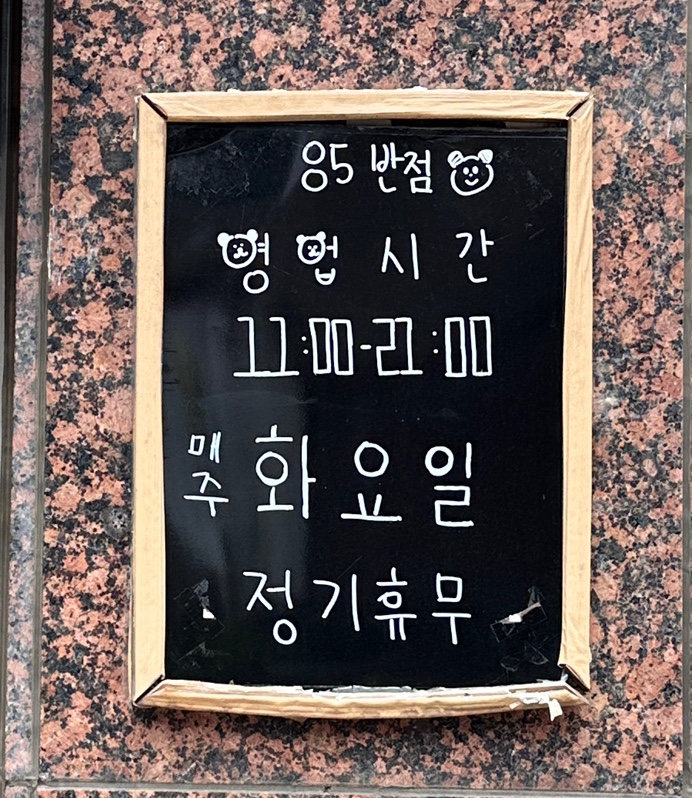 85 반점
영업시간
11:00-21:00
매주 화요일
정기휴무